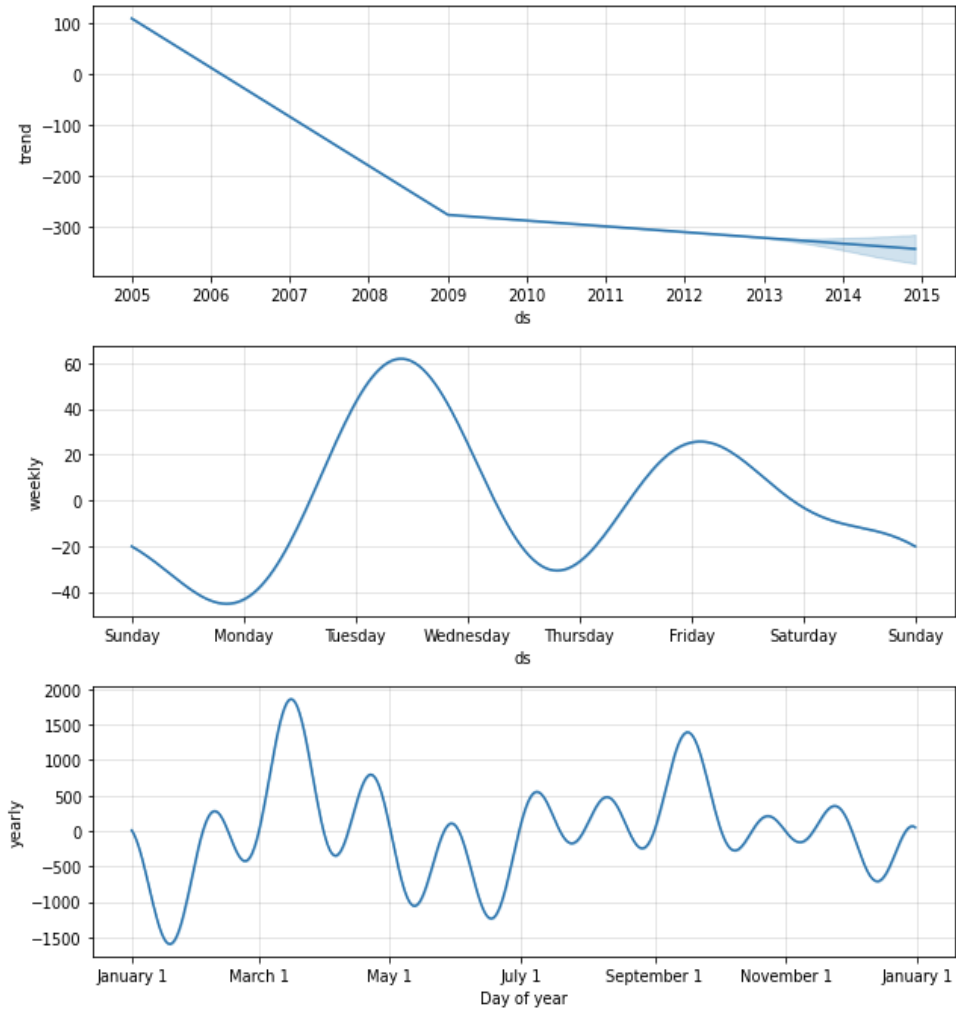 trend
100
0
−100
−200
−300
2005 2006 2007 2008 2009 2010 2011 2012 2013 2014 2015
ds
weekly
60
40
20
0
−20
−40
Sunday Monday Tuesday Wednesday Thursday Friday Saturday Sunday
ds
yearly
2000
1500
1000
500
0
−500
−1000
−1500
January 1 March 1 May 1 July 1 September 1 November 1 January 1
Day of year